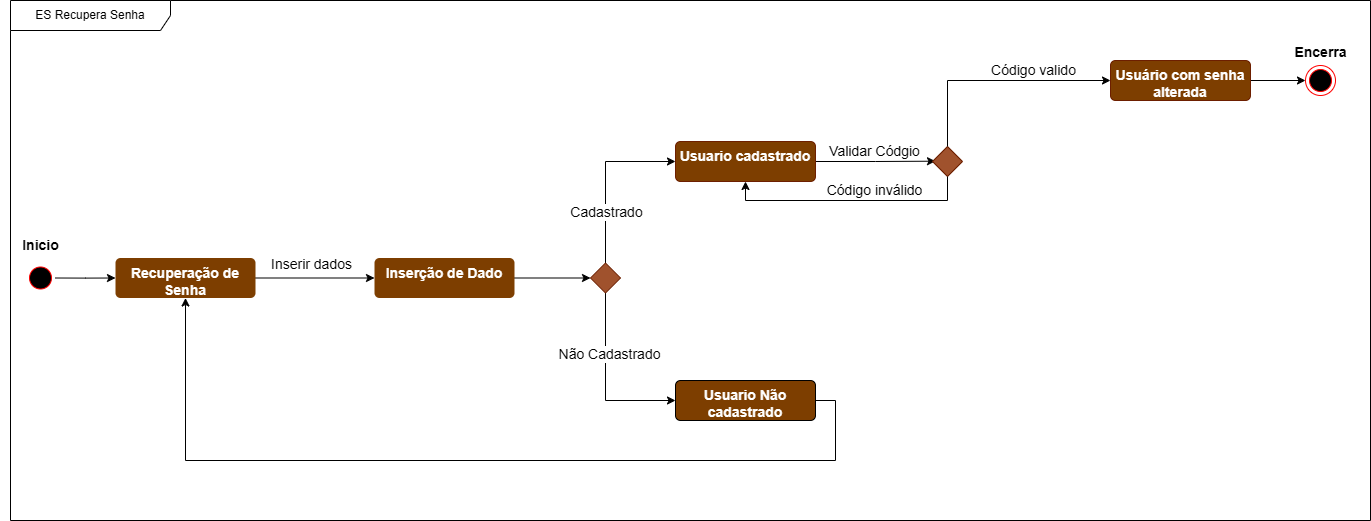 ES Recupera Senha
Encerra
Código valido
Usuário com senha
alterada
Usuario cadastrado
Validar Códgio
Código inválido
Cadastrado
Inicio
Recuperação de
Senha
Inserir dados
Inserção de Dado
Não Cadastrado
Usuario Não
cadastrado